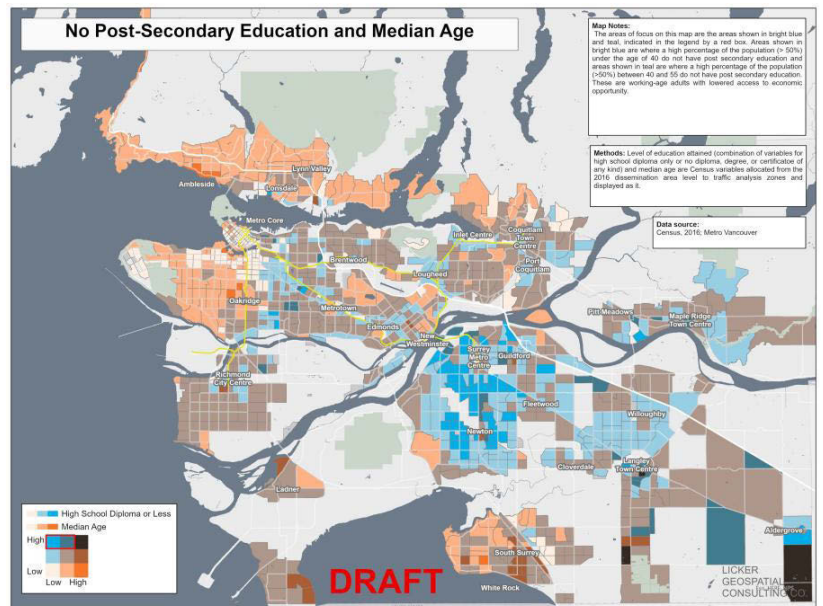 No Post-Secondary Education and Median Age
Map Notes:
The areas of focus on this map are the areas shown in bright blue
and teal, indicated in the legend by a red box. Areas shown in
bright blue are where a high percentage of the population (> 50%)
under the age of 40 do not have post secondary education and
areas shown in teal are where a high percentage of the population
(>50%) between 40 and 55 do not have post secondary education.
These are working-age adults with lowered access to economic
opportunity.
Methods: Level of education attained (combination of variables for
high school diploma only or no diploma, degree, or certificatoe of
any kind) and median age are Census variables allocated from the
2016 dissemination area level to traffic analysis zones and
displayed as it.
Data source:
Census, 2016; Metro Vancouver
Lynn Valley
Ambleside
Lonsdale
Metro Core
Inlet Centre
Coquitlam
Town
Centre
Brentwood
Port
Coquitlam
Lougheed
Oakridge
Metrotown
Edmonds
New
Westminster
Pitt Meadows
Maple Ridge
Town Centre
Surrey
Metro
Centre
Guildford
Richmond
City Centre
Fleetwood
Willoughby
Newton
Cloverdale
Langley
Town Centre
Ladner
Aldergrove
South Surrey
White Rock
High School Diploma or Less
Median Age
High
Low
Low High
DRAFT
LICKER
GEOSPATIAL
CONSULTING CO.